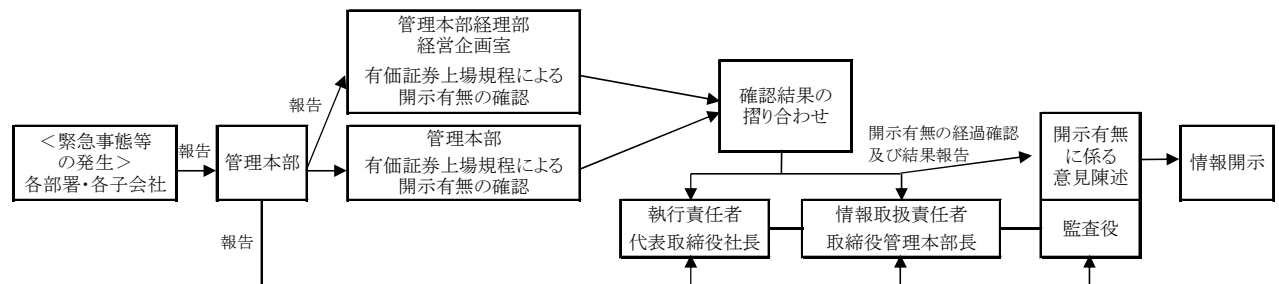 ＜緊急事態等
の発生＞
各部署・各子会社
報告
管理本部
報告
報告
管理本部経理部
経営企画室
有価証券上場規程による
開示有無の確認
管理本部
有価証券上場規程による
開示有無の確認
確認結果の
摺り合わせ
開示有無の経過確認
及び結果報告
執行責任者
代表取締役社長
情報取扱責任者
取締役管理本部長
開示有無
に係る
意見陳述
監査役
情報開示